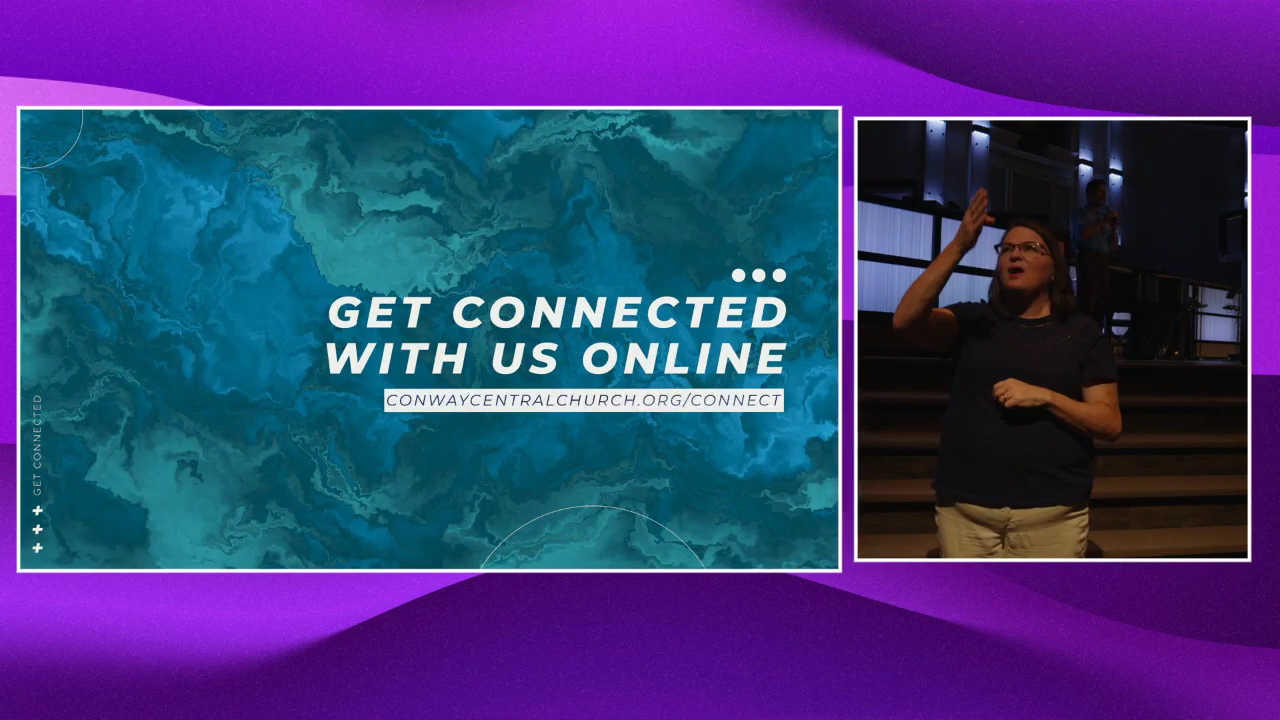 GET CONNECTED
WITH US ONLINE
CONWAYCENTRALCHURCH.ORG/CONNECT
GET CONNECTED